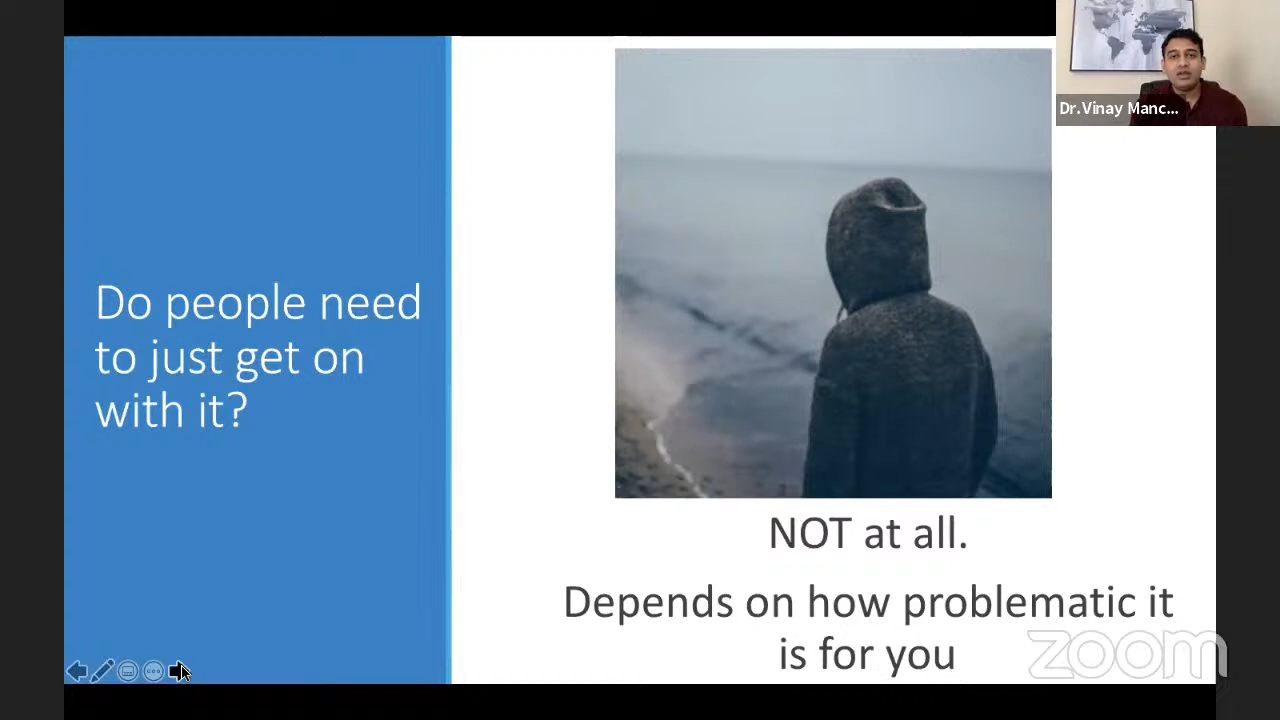 Dr.Vinay Manc...
Do people need
to just get on
with it?
NOT at all.
Depends on how problematic it
is for you
zoom